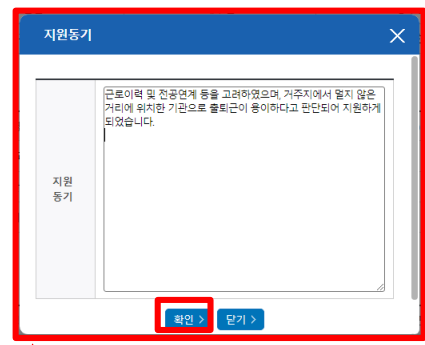 지원동기
근로이력 및 전공연계 등을 고려하였으며, 거주지에서 멀지 않은
거리에 위치한 기관으로 출퇴근이 용이하다고 판단되어 지원하게
되었습니다.
지원
동기
확인 > 닫기 >